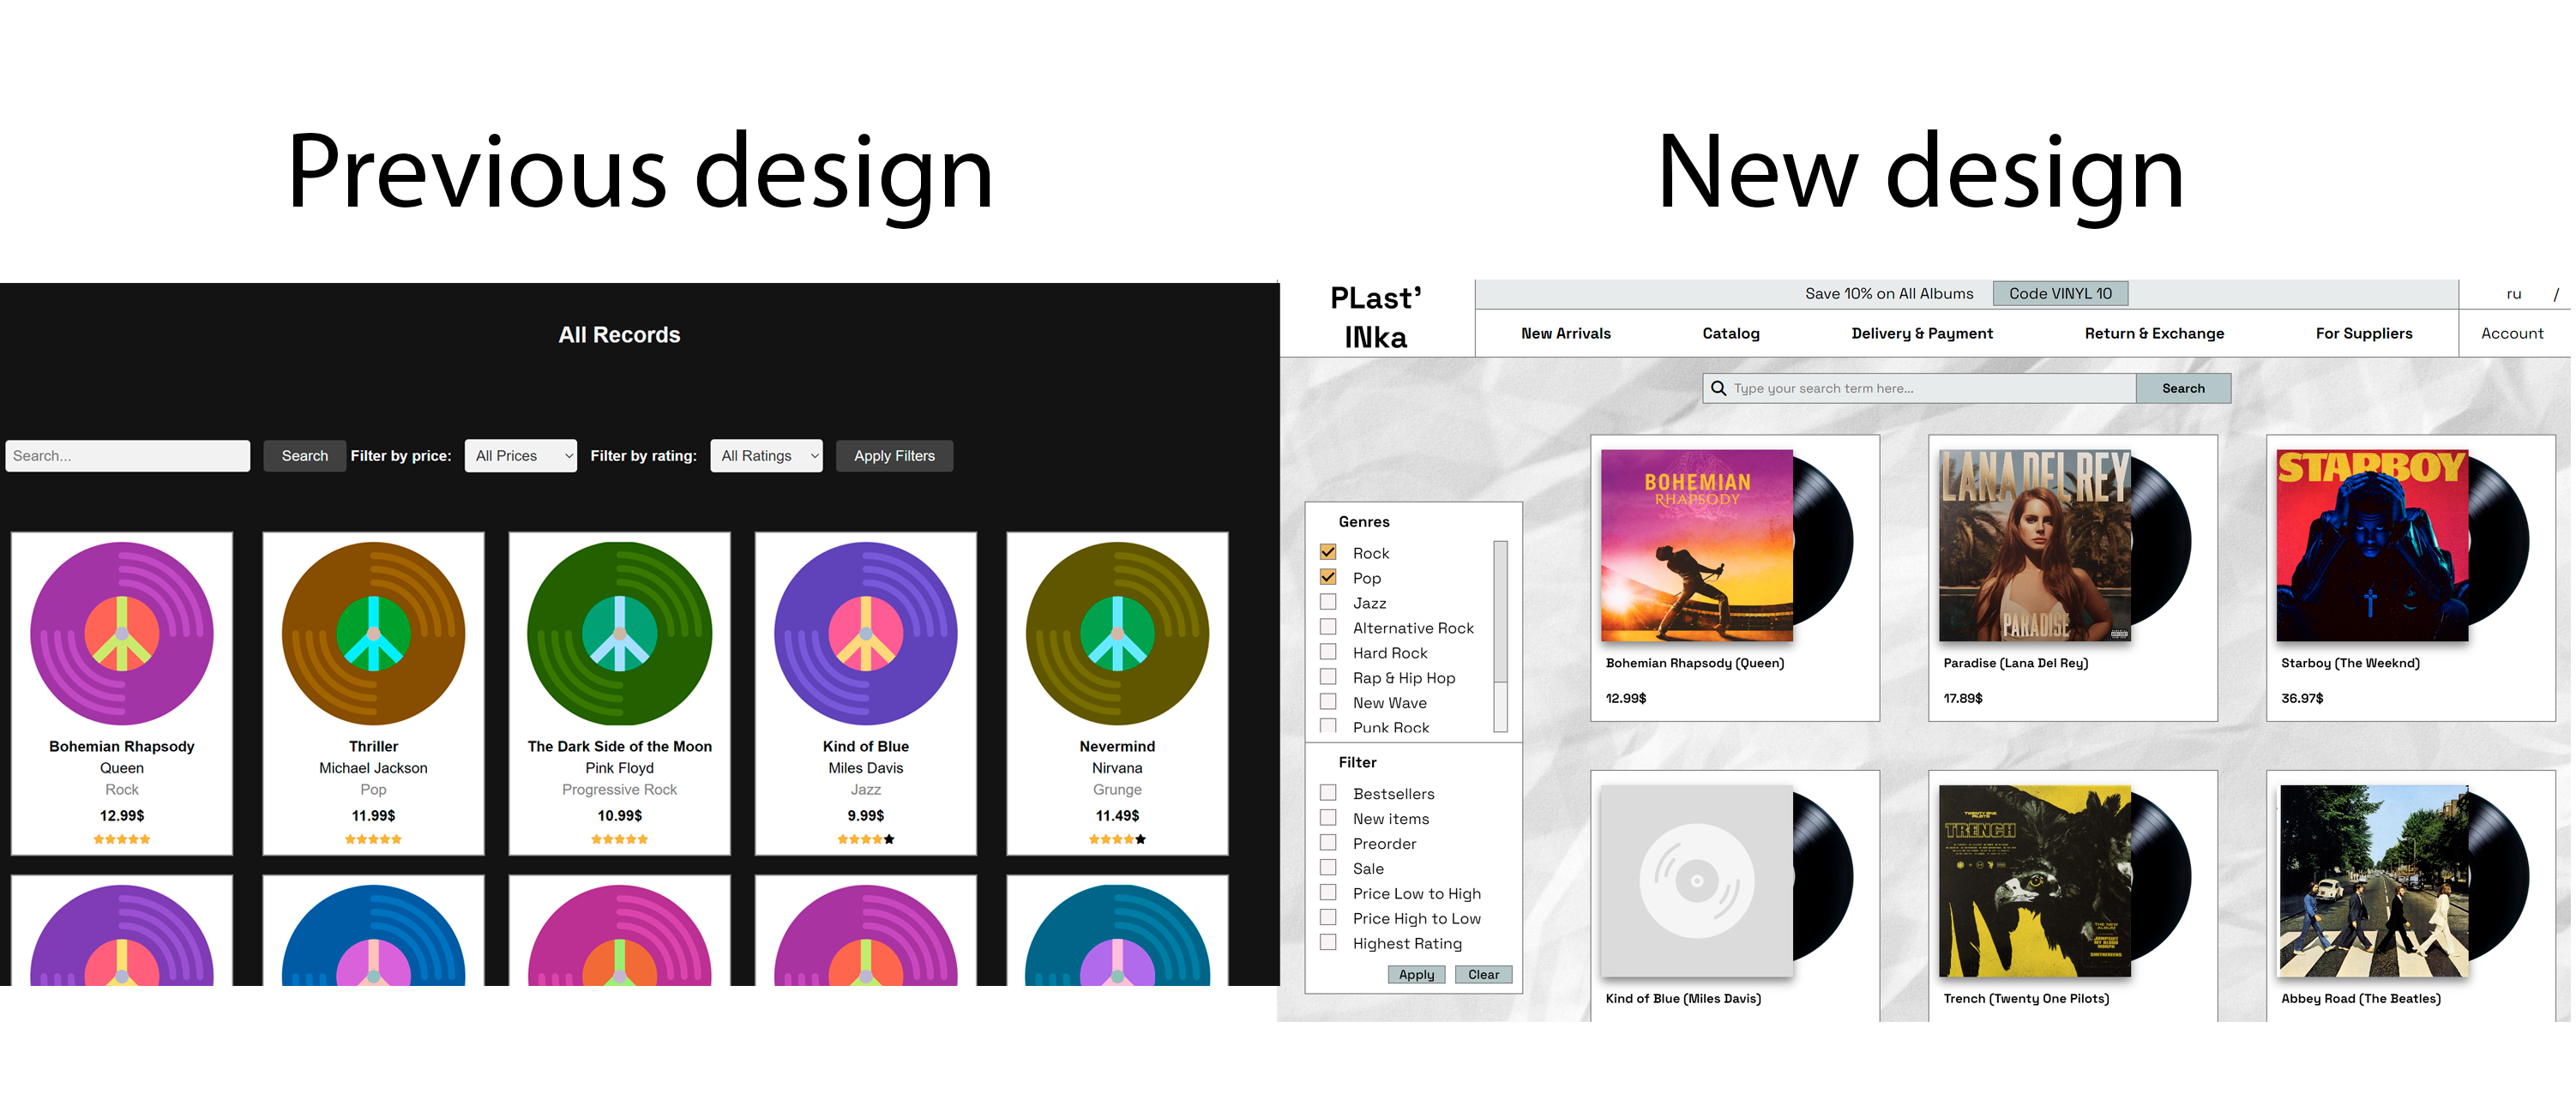 Previous design
New design
All Records
Search...
Search
Filter by price:
All Prices
Filter by rating:
All Ratings
Apply Filters
Bohemian Rhapsody
Queen
Rock
12.99$
Thriller
Michael Jackson
Pop
11.99$
The Dark Side of the Moon
Pink Floyd
Progressive Rock
10.99$
Kind of Blue
Miles Davis
Jazz
9.99$
Nevermind
Nirvana
Grunge
11.49$
PLast'
INka
Save 10% on All Albums
Code VINYL 10
ru /
New Arrivals
Catalog
Delivery & Payment
Return & Exchange
For Suppliers
Account
Type your search term here...
Search
Genres
Rock
Pop
Jazz
Alternative Rock
Hard Rock
Rap & Hip Hop
New Wave
Punk Rock
Filter
Bestsellers
New items
Preorder
Sale
Price Low to High
Price High to Low
Highest Rating
Apply
Clear
BOHEMIAN
RHAPSODY
Bohemian Rhapsody (Queen)
12.99$
LANA DEL REY
PARADISE
Paradise (Lana Del Rey)
17.89$
STARBOY
Starboy (The Weeknd)
36.97$
Kind of Blue (Miles Davis)
TWENTY ONE
PILOTS
TRENCH
Trench (Twenty One Pilots)
Abbey Road (The Beatles)